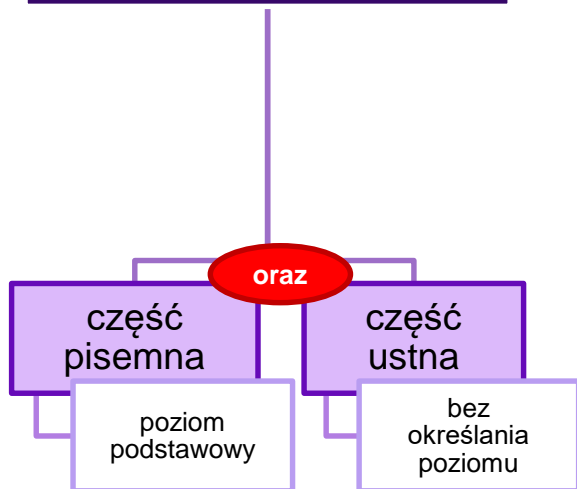 oraz
część
pisemna
poziom
podstawowy
część
ustna
bez
określania
poziomu